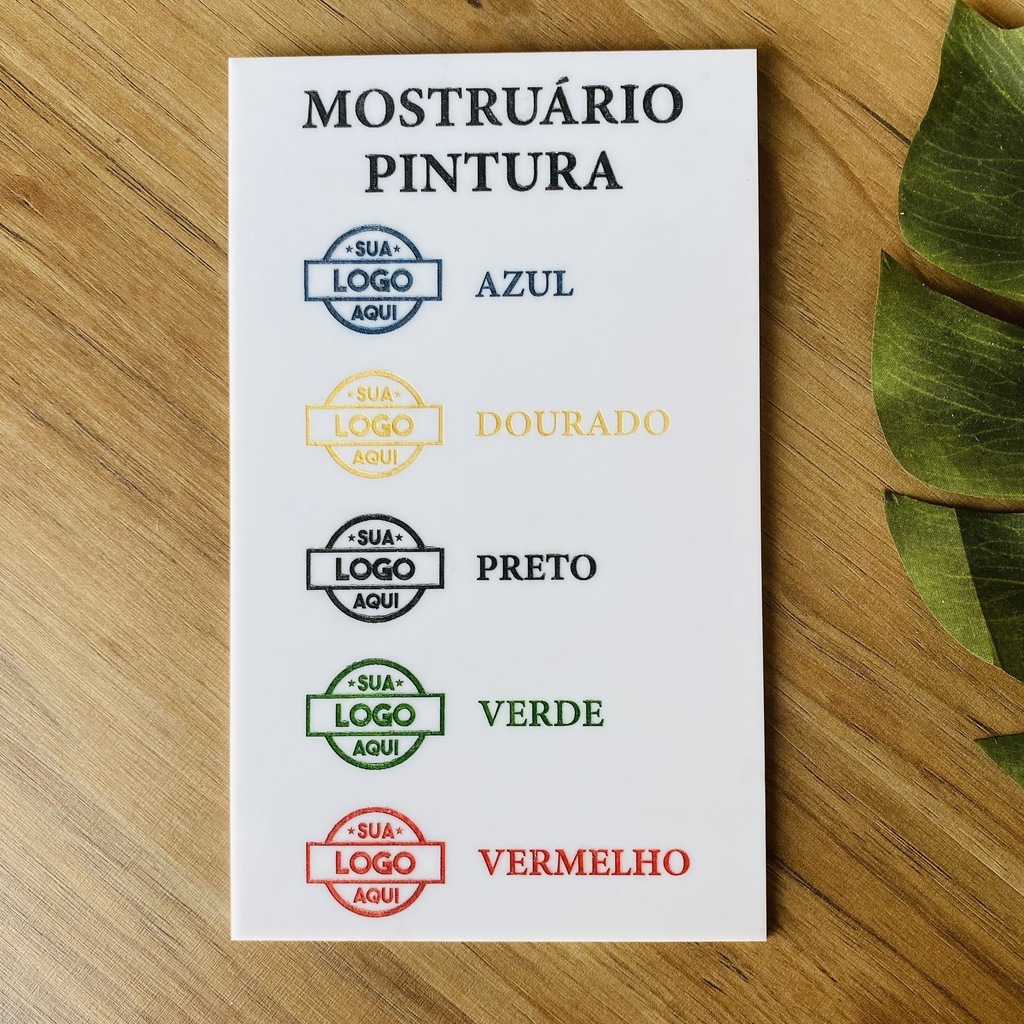 MOSTRUÁRIO
PINTURA
★SUA★
LOGO
AQUI
AZUL
★SUA★
LOGO
AQUI
DOURADO
★SUA★
LOGO
AQUI
PRETO
★SUA★
LOGO
AQUI
VERDE
★SUA★
LOGO
AQUI
VERMELHO